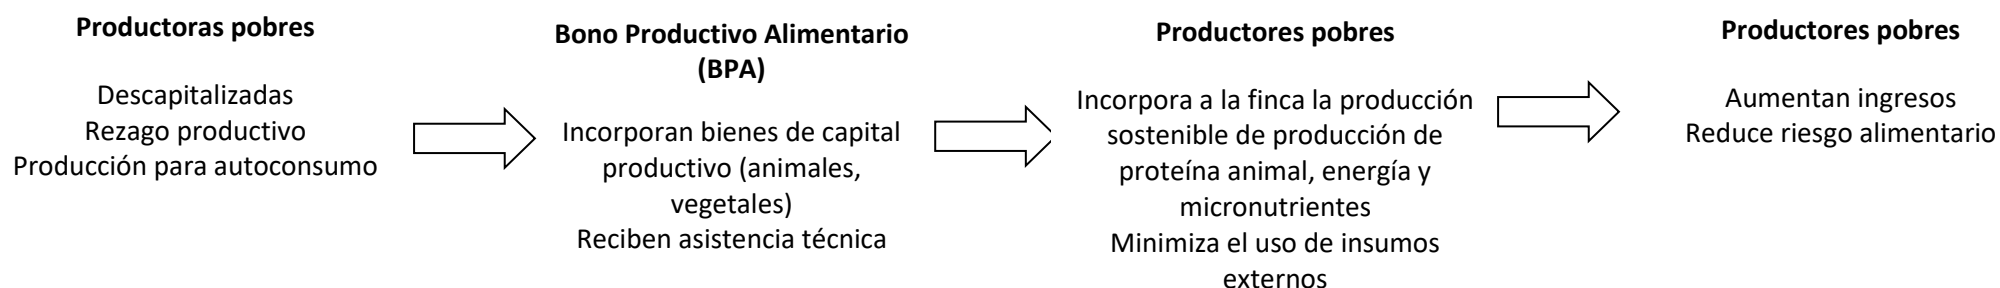 Productoras pobres
Descapitalizadas
Rezago productivo
Producción para autoconsumo
Bono Productivo Alimentario
(BPA)
Incorporan bienes de capital
productivo (animales,
vegetales)
Reciben asistencia técnica
Productores pobres
Incorpora a la finca la producción
sostenible de producción de
proteína animal, energía y
micronutrientes
Minimiza el uso de insumos
externos
Productores pobres
Aumentan ingresos
Reduce riesgo alimentario